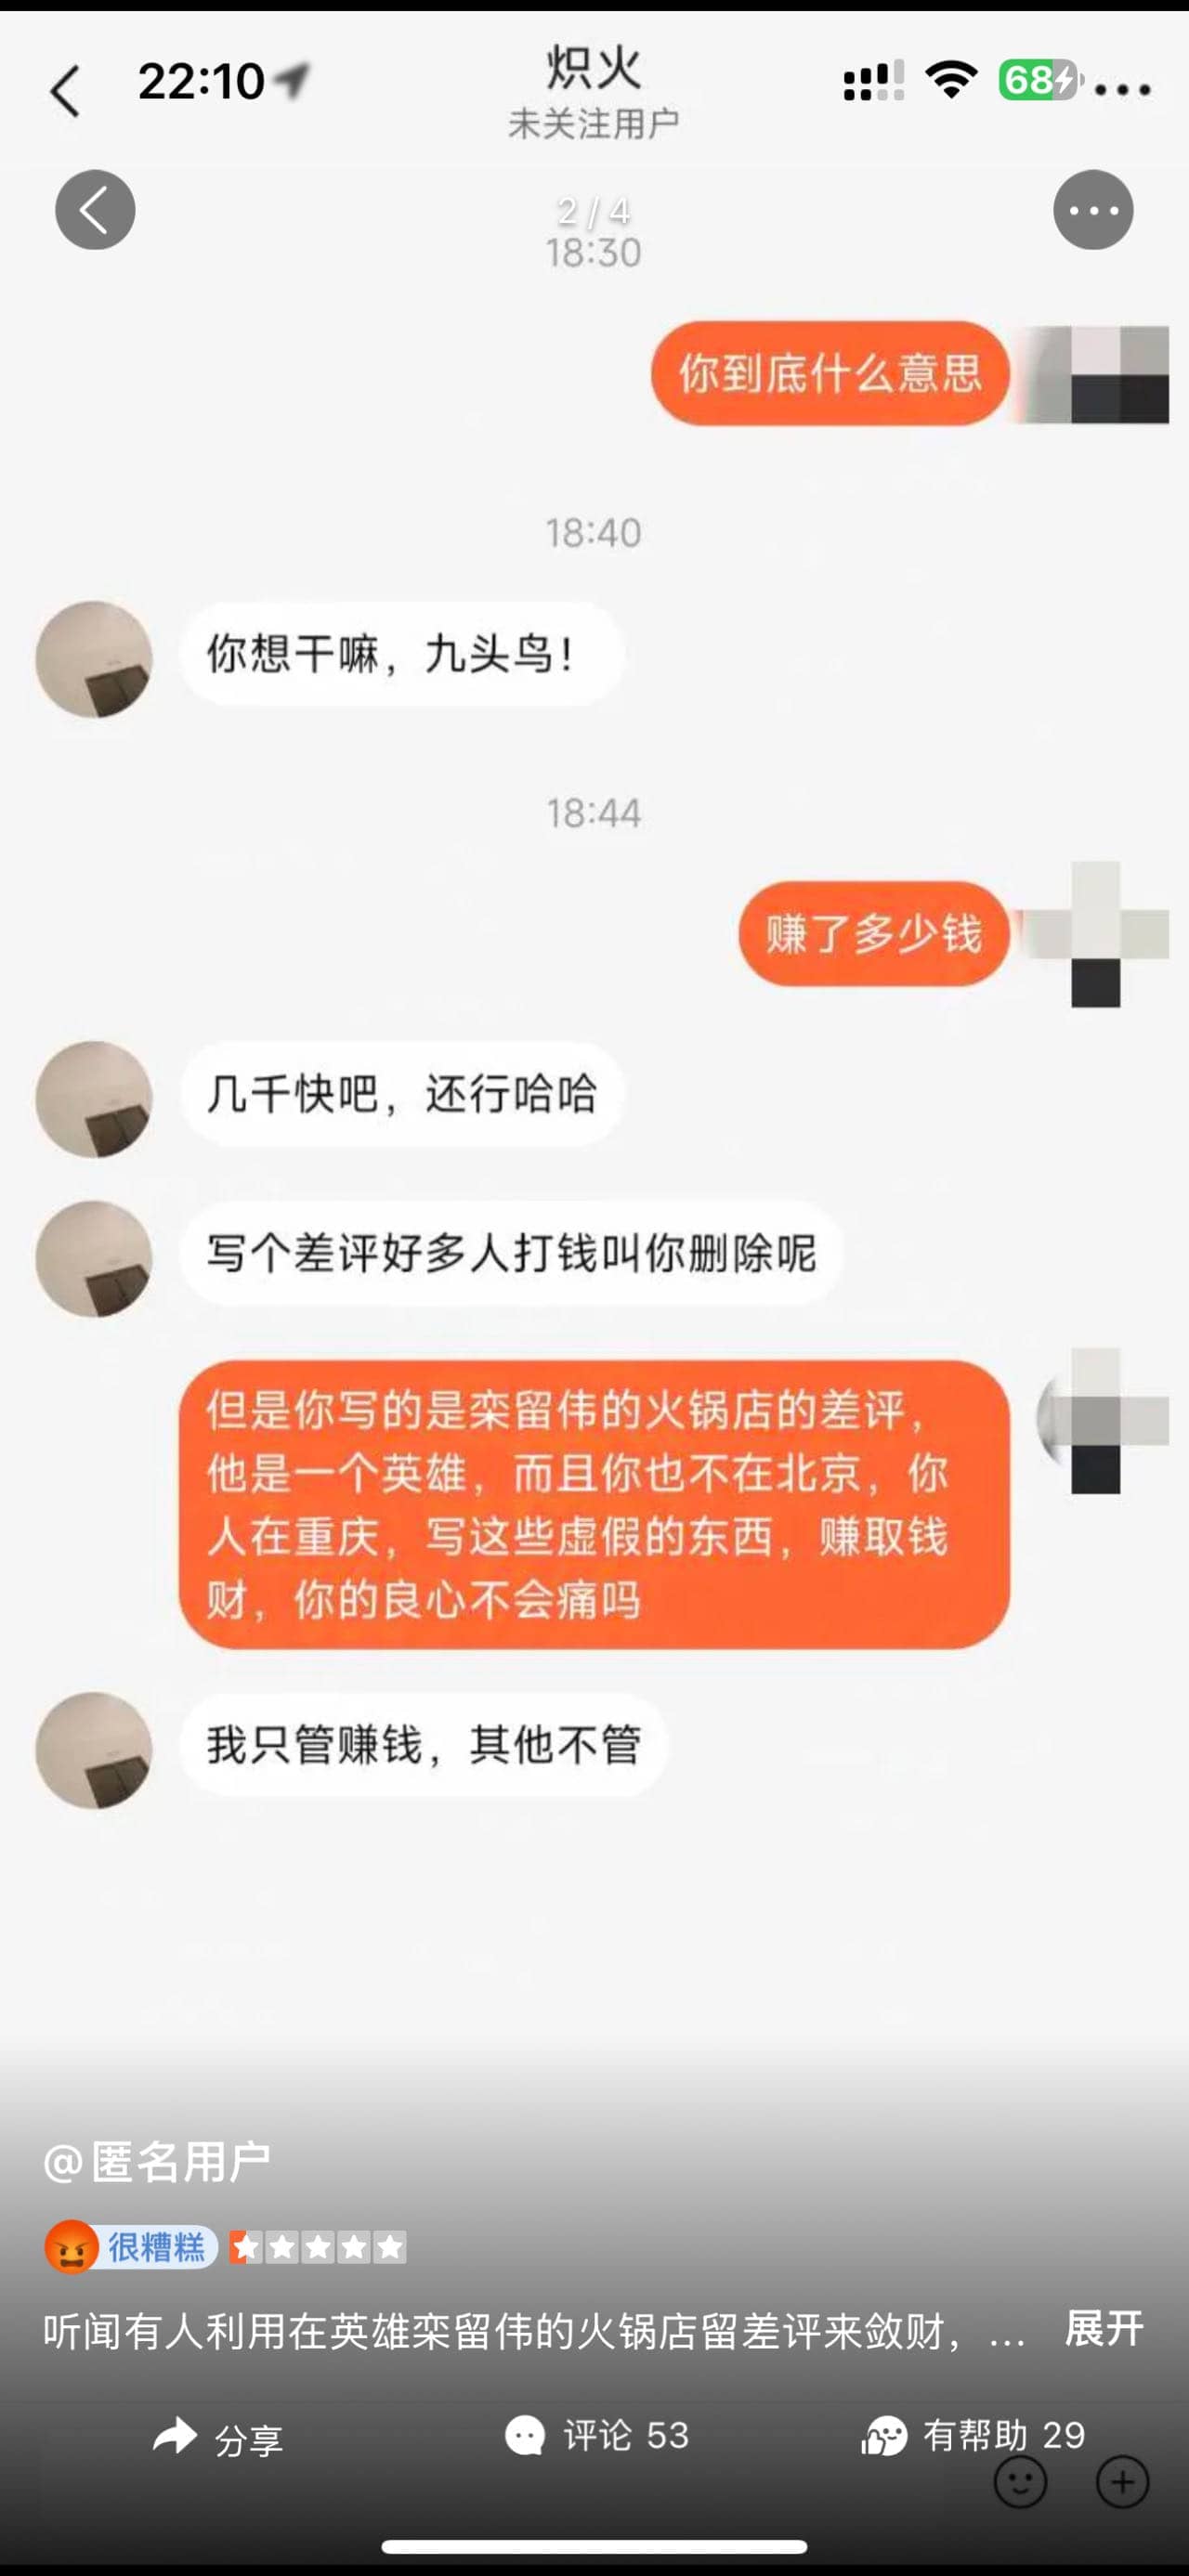 22:10
炽火
68
未关注用户
2 / 4
18:30
你到底什么意思
18:40
你想干嘛，九头鸟！
18:44
赚了多少钱
几千快吧，还行哈哈
写个差评好多人打钱叫你删除呢
但是你写的是栾留伟的火锅店的差评，
他是一个英雄，而且你也不在北京，你
人在重庆，写这些虚假的东西，赚取钱
财，你的良心不会痛吗
我只管赚钱，其他不管
@匿名用户
很糟糕
听闻有人利用在英雄栾留伟的火锅店留差评来敛财，... 展开
分享
评论 53
有帮助 29